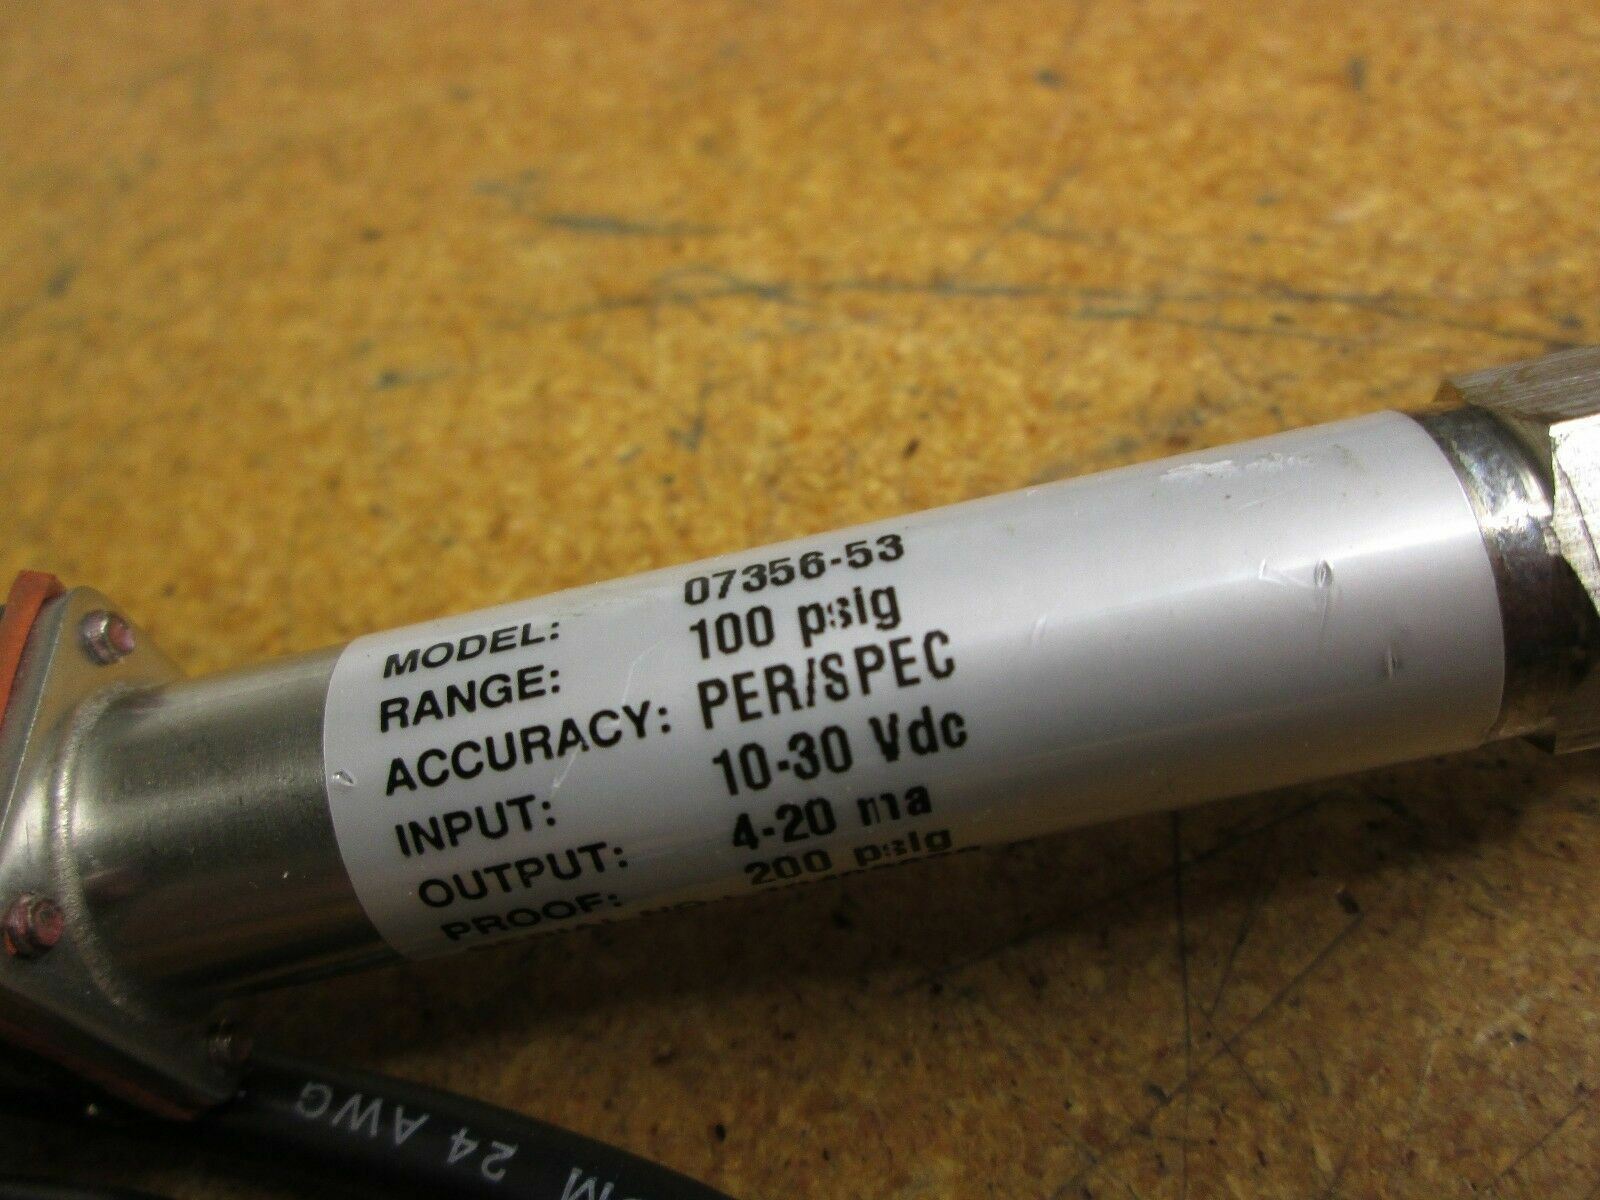 MODEL: 07356-53
RANGE: 100 psig
ACCURACY: PER/SPEC
INPUT: 10-30 Vdc
OUTPUT: 4-20 ma
PROOF: 200 psig
24 AWG